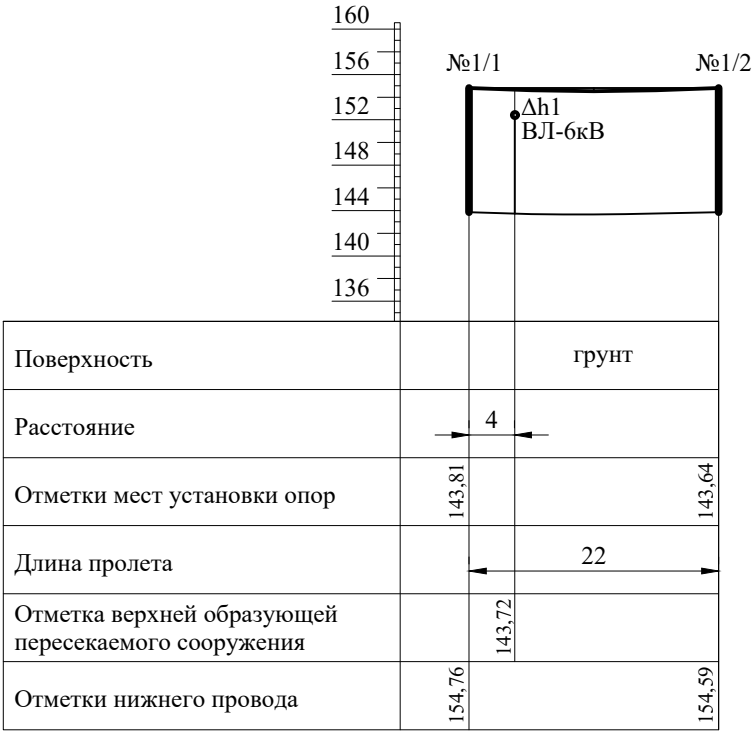 160
156
152
148
144
140
136
№1/1
№1/2
Δh1
ВЛ-6кВ
Поверхность
грунт
Расстояние
4
Отметки мест установки опор
143,81
143,64
Длина пролета
22
Отметка верхней образующей
пересекаемого сооружения
143,72
Отметки нижнего провода
154,76
154,59